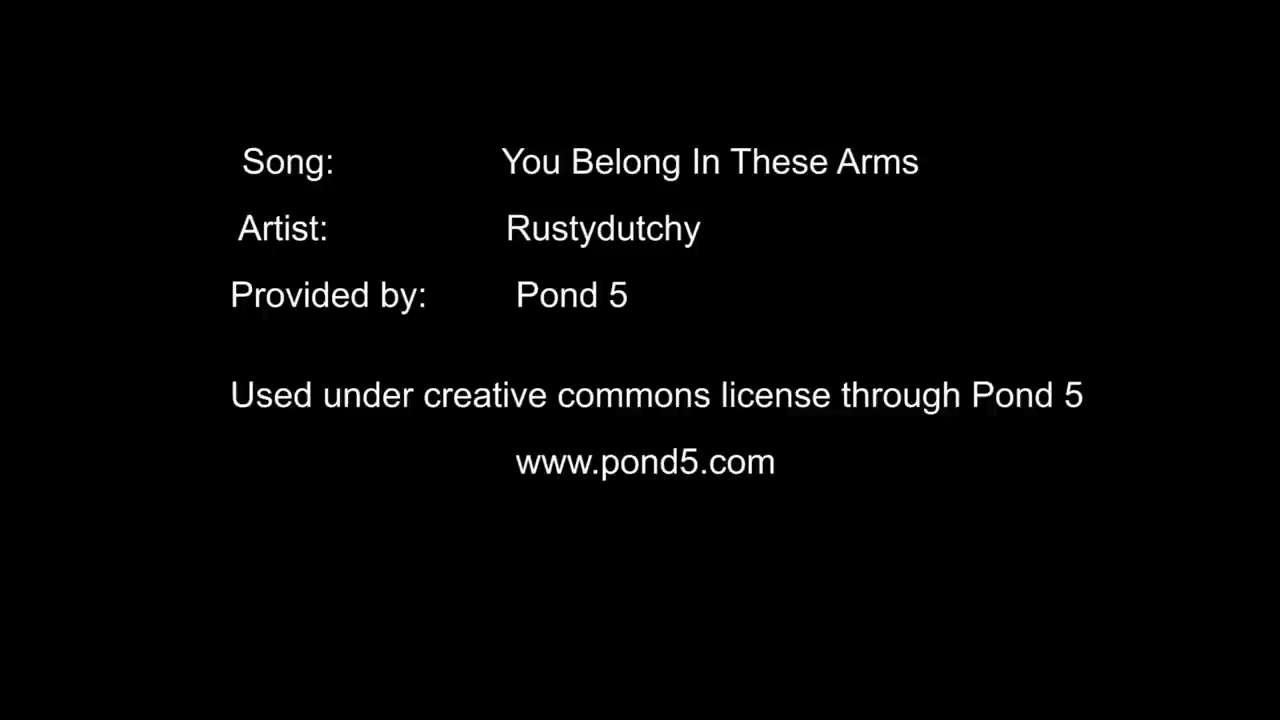 Song: You Belong In These Arms
Artist: Rustydutchy
Provided by: Pond 5
Used under creative commons license through Pond 5
www.pond5.com